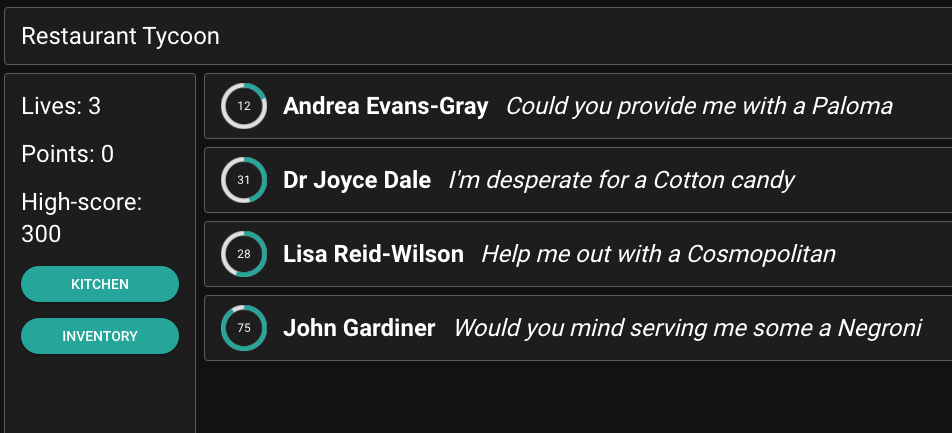 Restaurant Tycoon
Lives: 3
Points: 0
High-score:
300
KITCHEN
INVENTORY
12 Andrea Evans-Gray Could you provide me with a Paloma
31 Dr Joyce Dale I'm desperate for a Cotton candy
28 Lisa Reid-Wilson Help me out with a Cosmopolitan
75 John Gardiner Would you mind serving me some a Negroni